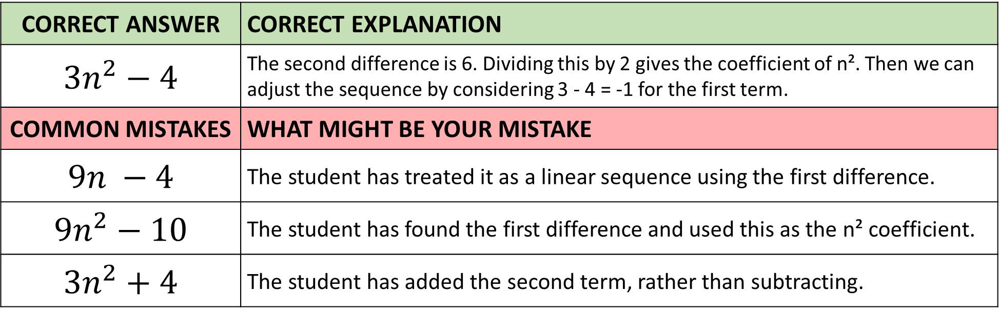 CORRECT ANSWER
CORRECT EXPLANATION
3n² − 4
The second difference is 6. Dividing this by 2 gives the coefficient of n². Then we can
adjust the sequence by considering 3 - 4 = -1 for the first term.
COMMON MISTAKES
WHAT MIGHT BE YOUR MISTAKE
9n − 4
The student has treated it as a linear sequence using the first difference.
9n² − 10
The student has found the first difference and used this as the n² coefficient.
3n² + 4
The student has added the second term, rather than subtracting.